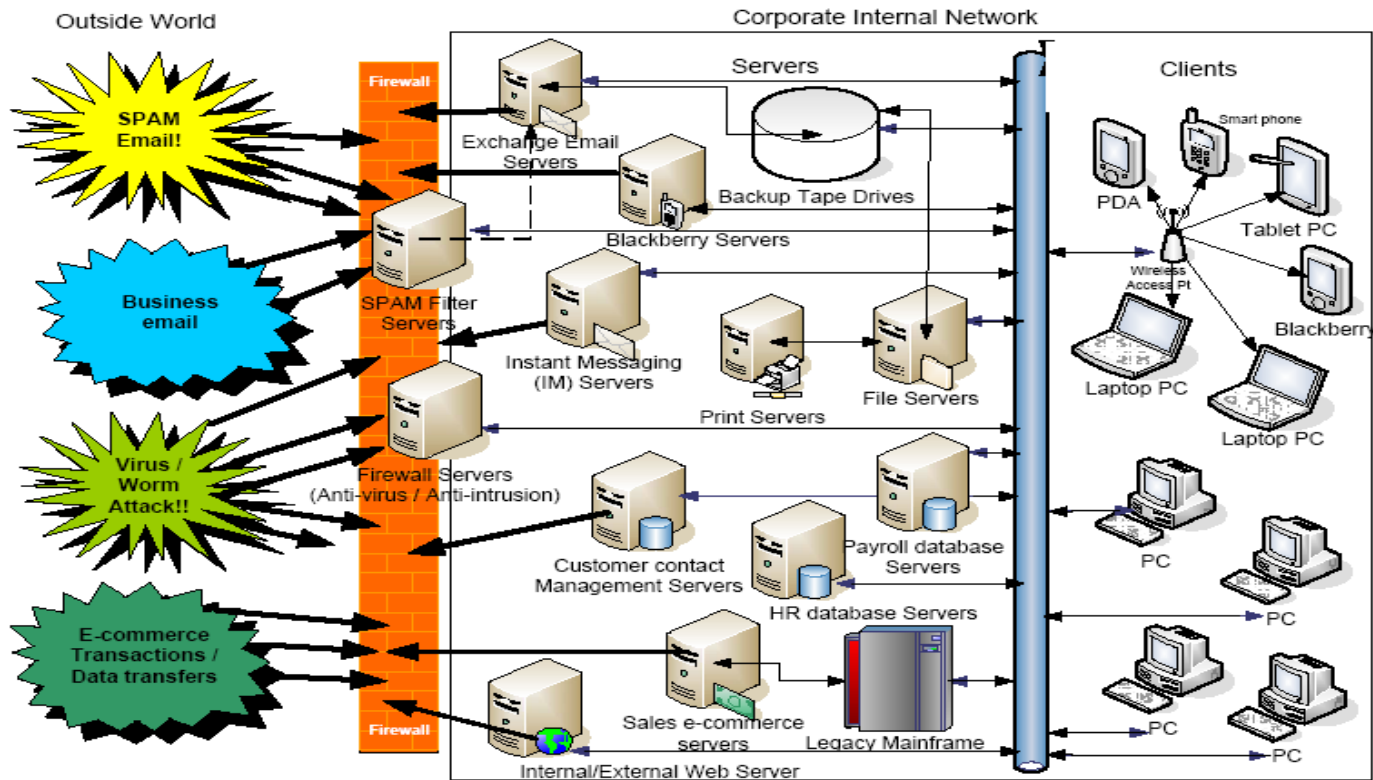 Outside World
Corporate Internal Network
SPAM
Email!
Business
email
Virus /
Worm
Attack!!
E-commerce
Transactions /
Data transfers
Firewall
Firewall
Servers
Exchange Email
Servers
Backup Tape Drives
Blackberry Servers
SPAM Filter
Servers
Instant Messaging
(IM) Servers
Print Servers
File Servers
Firewall Servers
(Anti-virus / Anti-intrusion)
Customer contact
Management Servers
Payroll database
Servers
HR database Servers
Sales e-commerce
servers
Legacy Mainframe
Internal/External Web Server
Clients
Smart phone
PDA
Tablet PC
Wireless
Access Pt
Blackberry
Laptop PC
Laptop PC
PC
PC
PC
PC